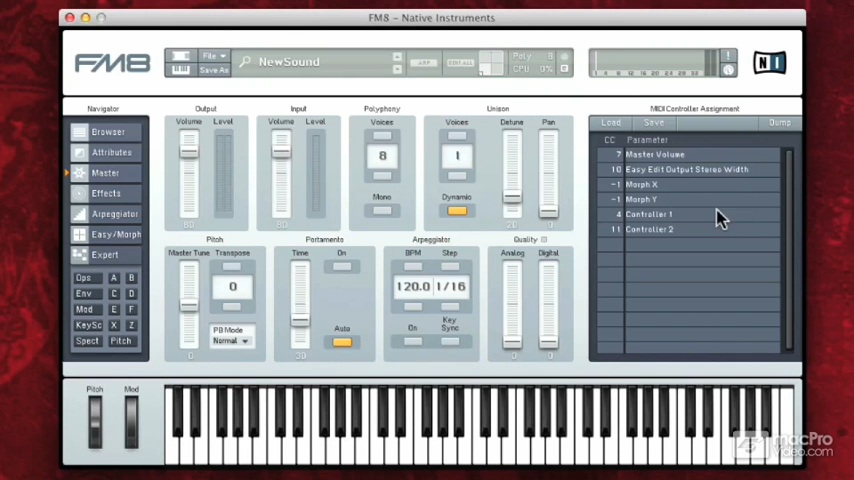 FM8 – Native Instruments
FM8
File
Save As
NewSound
ARP
EDIT ALL
Poly 8
CPU 0%
NI
Navigator
Browser
Attributes
Master
Effects
Arpeggiator
Easy/Morph
Expert
Ops A B
Env C D
Mod E F
KeySc X Z
Spect Pitch
Output
Volume Level
80
Input
Volume Level
80
Polyphony
Voices
8
Mono
Unison
Voices Detune Pan
1
Dynamic
20 0
Pitch
Master Tune Transpose
0
PB Mode
Normal
0
Portamento
Time On
Auto
30
Arpeggiator
BPM Step
120.0 1/16
On Key Sync
Quality
Analog Digital
0 0
MIDI Controller Assignment
Load Save Dump
CC Parameter
7 Master Volume
10 Easy Edit Output Stereo Width
-1 Morph X
-1 Morph Y
4 Controller 1
11 Controller 2
Pitch Mod
macPro
Video.com